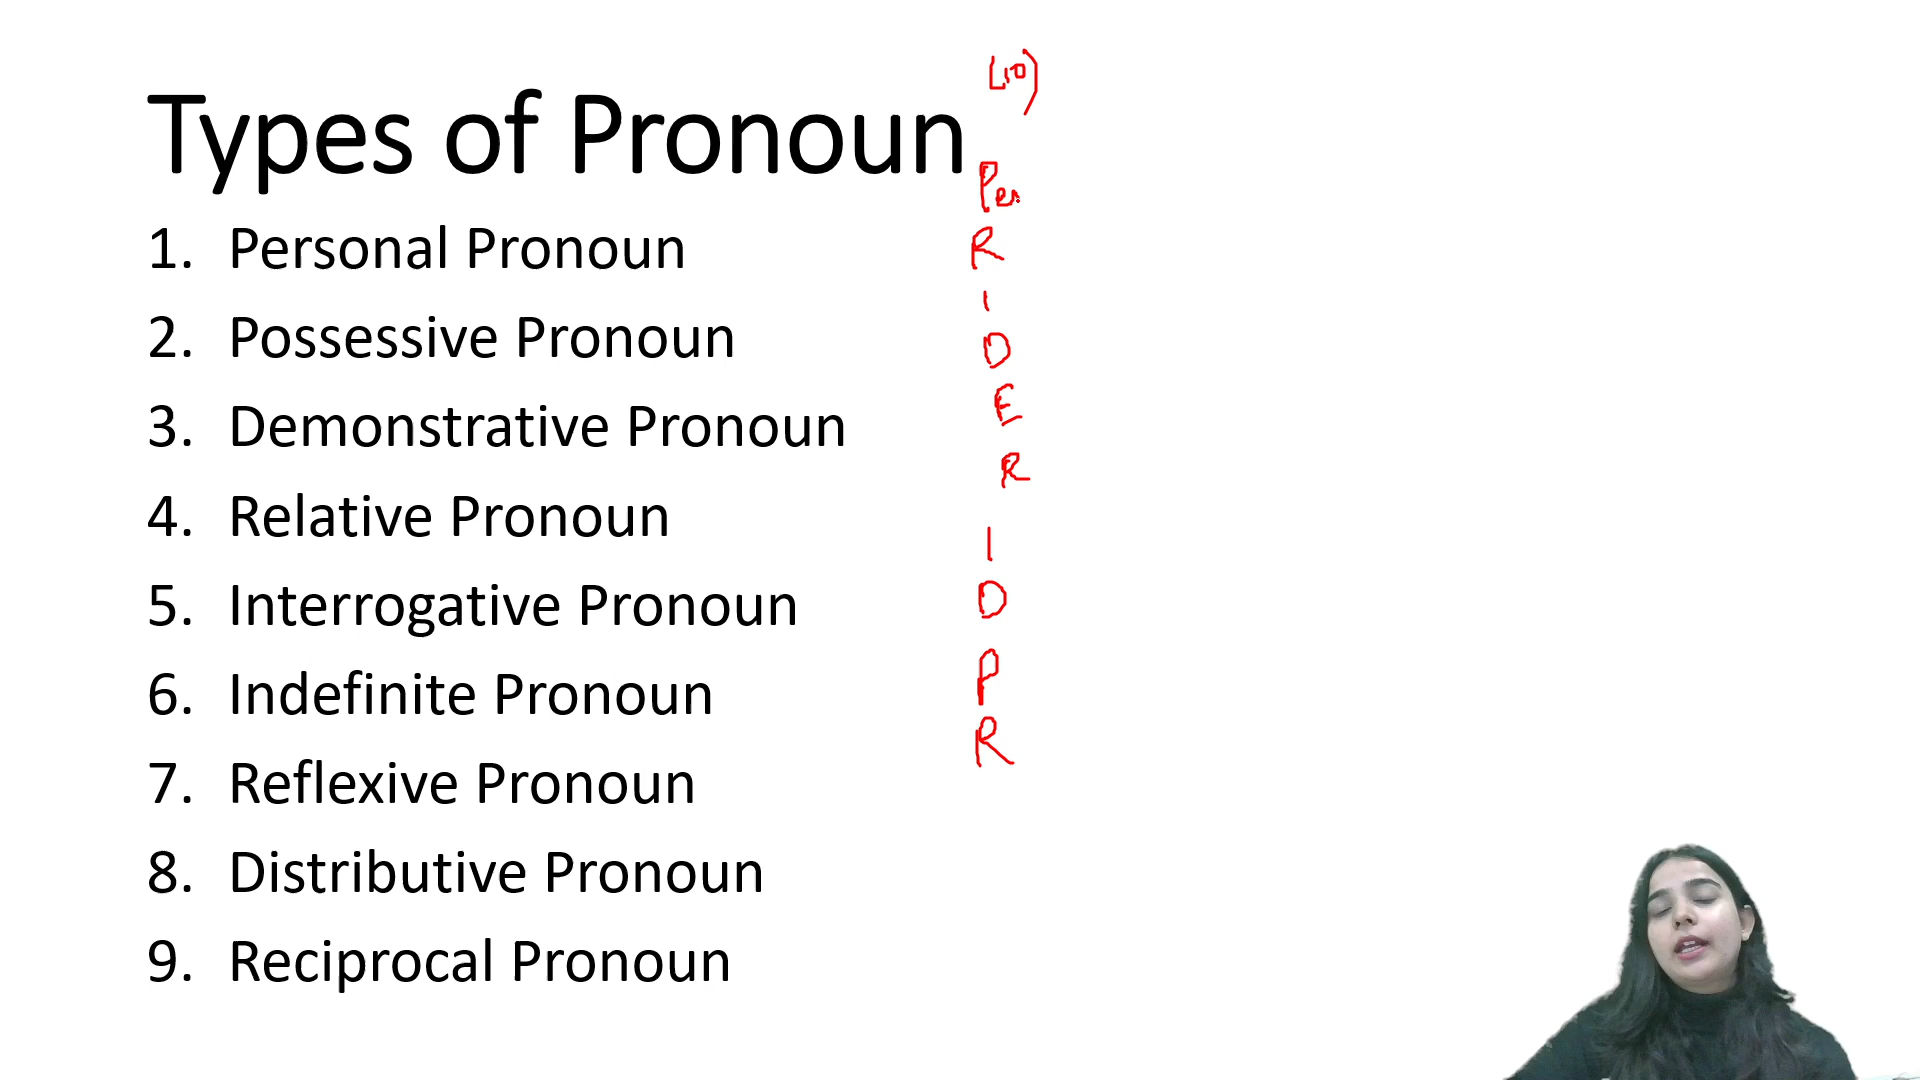 (10)
Types of Pronoun
Per
1. Personal Pronoun
R
I
2. Possessive Pronoun
D
3. Demonstrative Pronoun
E
R
4. Relative Pronoun
I
5. Interrogative Pronoun
D
6. Indefinite Pronoun
P
R
7. Reflexive Pronoun
8. Distributive Pronoun
9. Reciprocal Pronoun